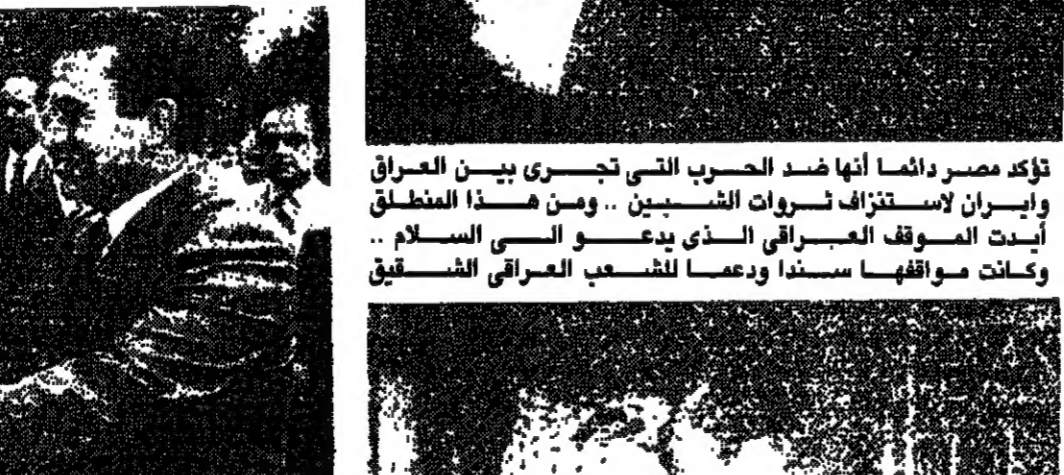 تؤكد مصر دائما أنها ضد الحرب التى تجرى بين العراق
وايران لاستنزاف ثروات الشبين .. ومن هذا المنطلق
أيدت الموقف العراقى الذى يدعو الى السلام ..
وكانت مواقفها سندا ودعما للشعب العراقى الشقيق